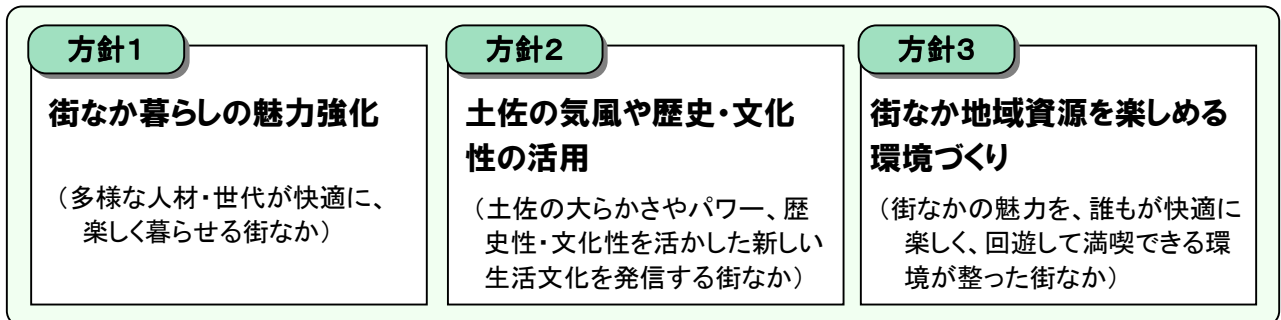 方針1
街なか暮らしの魅力強化
（多様な人材・世代が快適に、
楽しく暮らせる街なか）
方針2
土佐の気風や歴史・文化
性の活用
（土佐の大らかさやパワー、歴
史性・文化性を活かした新しい
生活文化を発信する街なか）
方針3
街なか地域資源を楽しめる
環境づくり
（街なかの魅力を、誰もが快適に
楽しく、回遊して満喫できる環
境が整った街なか）